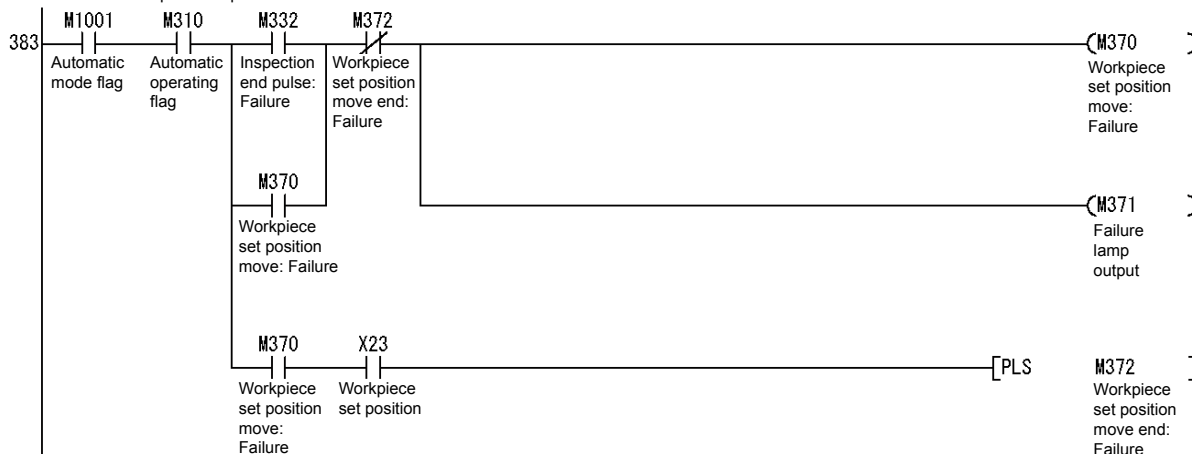 M1001 M310 M332 M372
383
(M370 )
Automatic mode flag
Automatic operating flag
Inspection end pulse: Failure
Workpiece set position move end: Failure
Workpiece set position move: Failure
M370
(M371 )
Workpiece set position move: Failure
Failure lamp output
M370 X23
[PLS M372 ]
Workpiece set position move: Failure
Workpiece set position
Workpiece set position move end: Failure